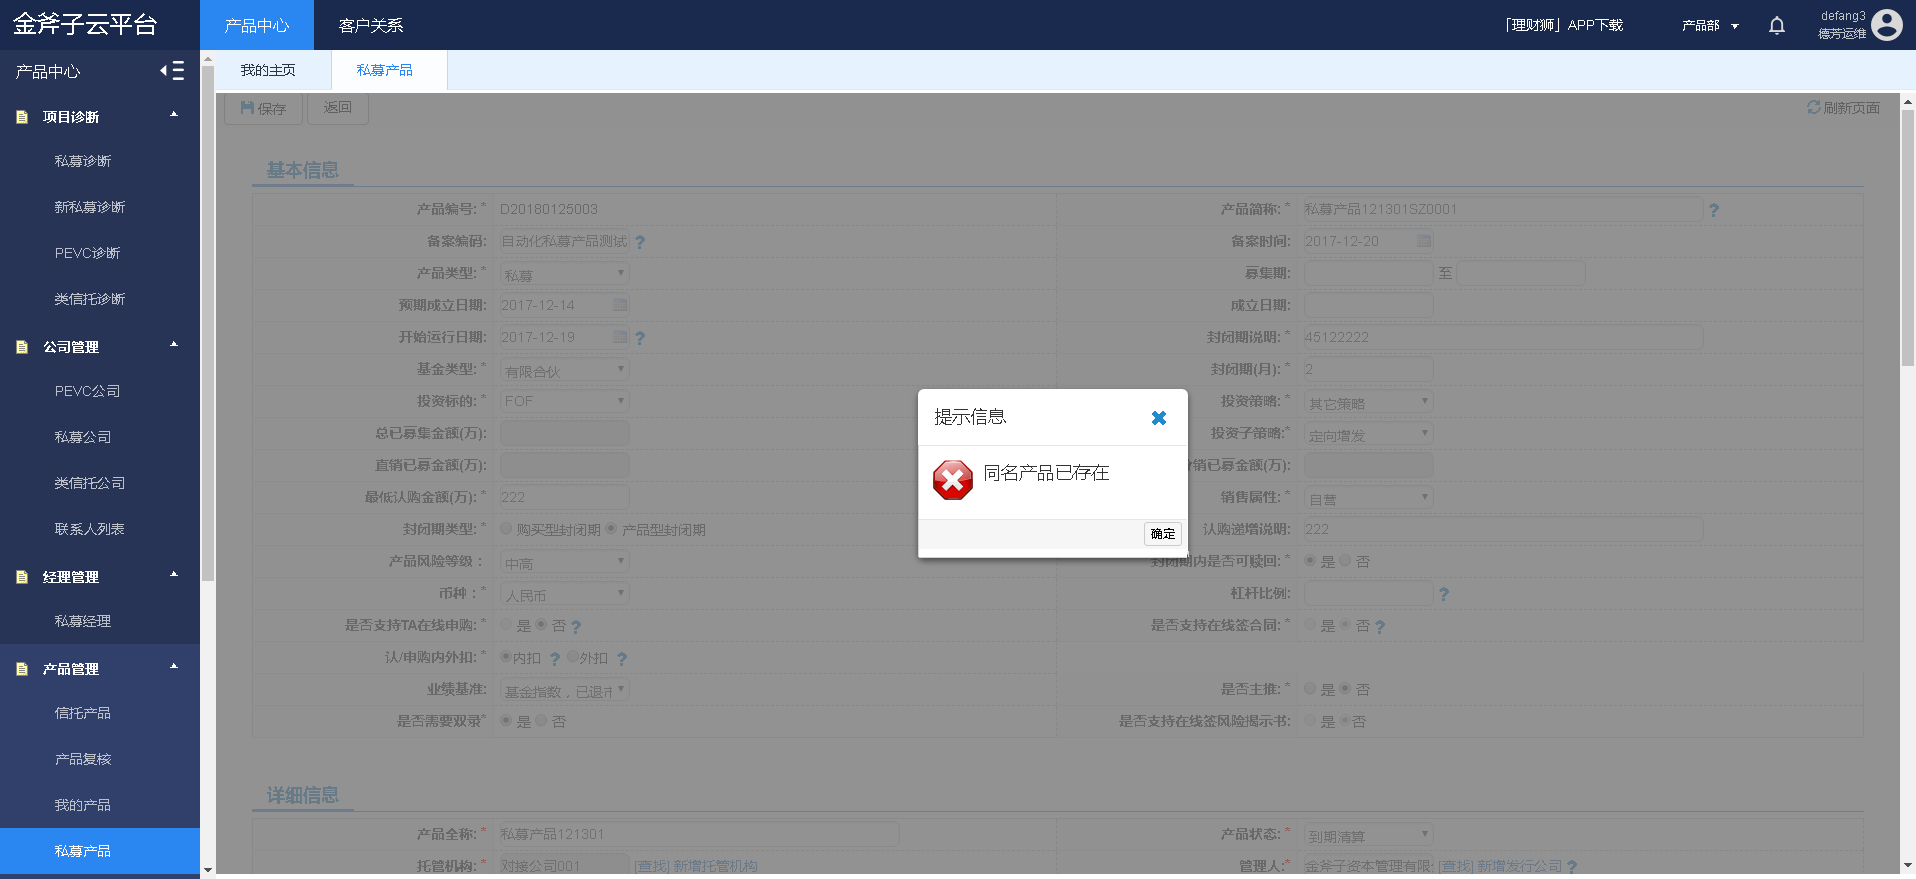 金斧子云平台
产品中心
客户关系
「理财狮」APP下载
产品部
defang3
德芳运维
产品中心
我的主页
私募产品
项目诊断
私募诊断
新私募诊断
PEVC诊断
类信托诊断
公司管理
PEVC公司
私募公司
类信托公司
联系人列表
经理管理
私募经理
产品管理
信托产品
产品复核
我的产品
私募产品
保存
返回
刷新页面
基本信息
产品编号:* D20180125003
产品简称:* 私募产品121301SZ0001 ?
备案编码: 自动化私募产品测试 ?
备案时间: 2017-12-20
产品类型:* 私募
募集期: 至
预期成立日期: 2017-12-14
成立日期:
开始运行日期: 2017-12-19 ?
封闭期说明:* 45122222
基金类型:* 有限合伙
封闭期(月):* 2
投资标的:* FOF
投资策略:* 其它策略
总已募集金额(万):
投资子策略:* 定向增发
直销已募金额(万):
销已募金额(万):
最低认购金额(万):* 222
销售属性:* 自营
封闭期类型:* 购买型封闭期 产品型封闭期
认购递增说明: 222
产品风险等级: 中高
封闭期内是否可赎回:* 是 否
币种:* 人民币
杠杆比例: ?
是否支持TA在线申购:* 是 否 ?
是否支持在线签合同:* 是 否 ?
认/申购内外扣:* 内扣 ? 外扣 ?
业绩基准: 基金指数，已退市
是否主推:* 是 否
是否需要双录* 是 否
是否支持在线签风险揭示书: 是 否
提示信息
同名产品已存在
确定
详细信息
产品全称:* 私募产品121301
产品状态:* 到期清算
托管机构:* 对接公司001 [查找] 新增托管机构
管理人:* 金斧子资本管理有限 [查找] 新增发行公司 ?